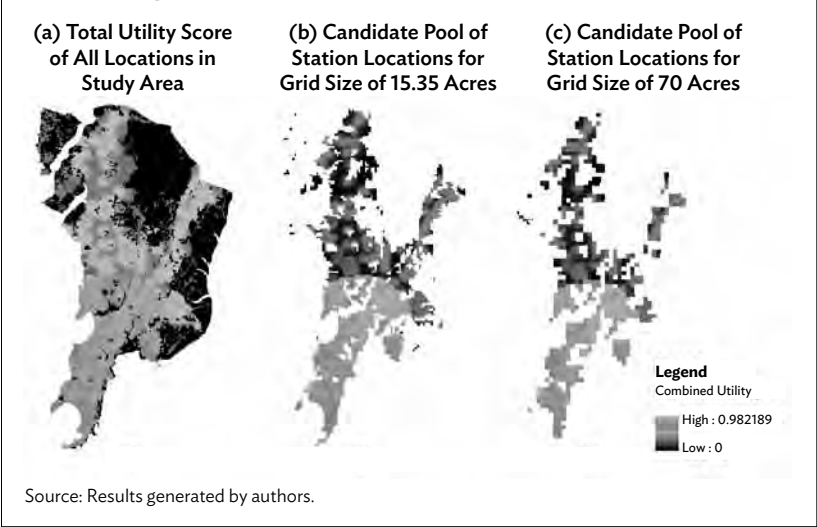 (a) Total Utility Score
of All Locations in
Study Area
(b) Candidate Pool of
Station Locations for
Grid Size of 15.35 Acres
(c) Candidate Pool of
Station Locations for
Grid Size of 70 Acres
Legend
Combined Utility
High : 0.982189
Low : 0
Source: Results generated by authors.